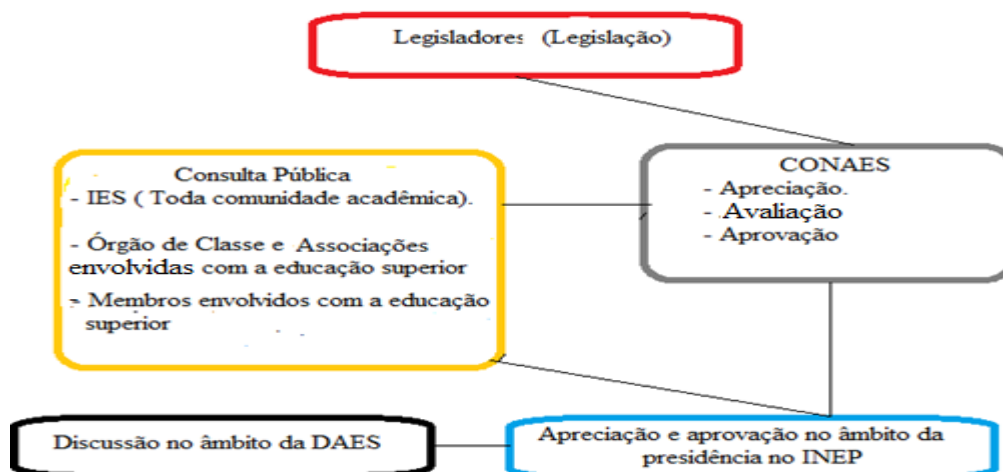 Legisladores (Legislação)
Consulta Pública
- IES ( Toda comunidade acadêmica).
- Órgão de Classe e Associações
envolvidas com a educação superior
- Membros envolvidos com a educação
superior
CONAES
- Apreciação.
- Avaliação
- Aprovação
Discussão no âmbito da DAES
Apreciação e aprovação no âmbito da
presidência no INEP